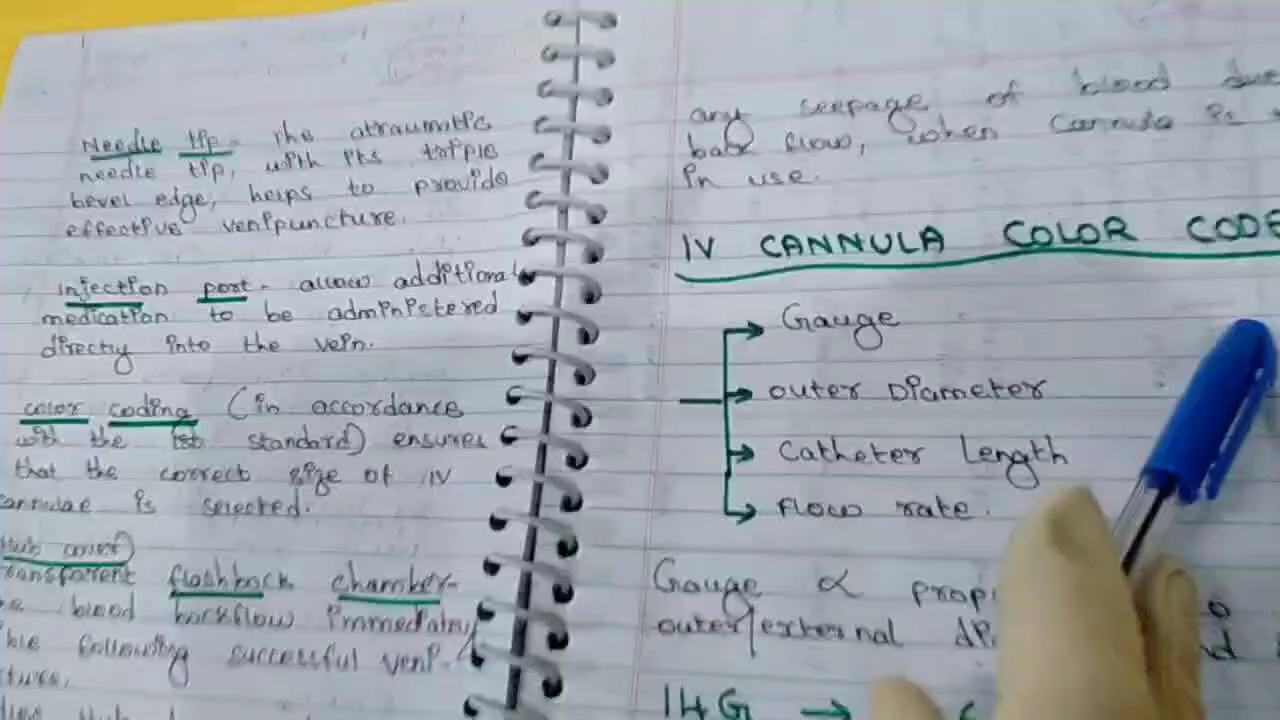 Needle tip - the atraumatic
needle tip, with its triple
bevel edge, helps to provide
effective venipuncture.
Injection port - allow additional
medication to be administered
directly into the vein.
color coding (in accordance
with the standard) ensures
that the correct size of IV
cannulae is selected.
Hub cover)
transparent flashback chamber-
blood backflow immediately
following successful veni-
any seepage of blood due
back flow, when cannula is
in use.
IV CANNULA COLOR CODE
Gauge
outer Diameter
Catheter Length
Flow rate.
Gauge ∝
outer/external
14G →